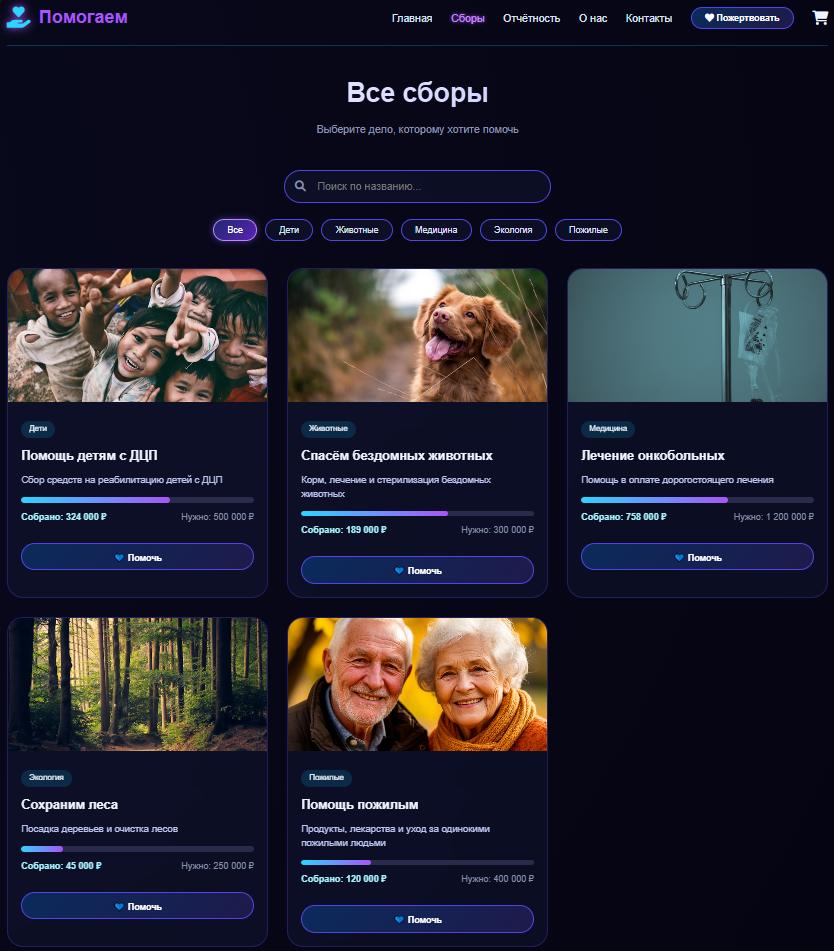 Помогаем
Главная Сборы Отчётность О нас Контакты Пожертвовать
Все сборы
Выберите дело, которому хотите помочь
Поиск по названию...
Все Дети Животные Медицина Экология Пожилые
Дети
Помощь детям с ДЦП
Сбор средств на реабилитацию детей с ДЦП
Собрано: 324 000 ₽ Нужно: 500 000 ₽
Помочь
Животные
Спасём бездомных животных
Корм, лечение и стерилизация бездомных
животных
Собрано: 189 000 ₽ Нужно: 300 000 ₽
Помочь
Медицина
Лечение онкобольных
Помощь в оплате дорогостоящего лечения
Собрано: 758 000 ₽ Нужно: 1 200 000 ₽
Помочь
Экология
Сохраним леса
Посадка деревьев и очистка лесов
Собрано: 45 000 ₽ Нужно: 250 000 ₽
Помочь
Пожилые
Помощь пожилым
Продукты, лекарства и уход за одинокими
пожилыми людьми
Собрано: 120 000 ₽ Нужно: 400 000 ₽
Помочь